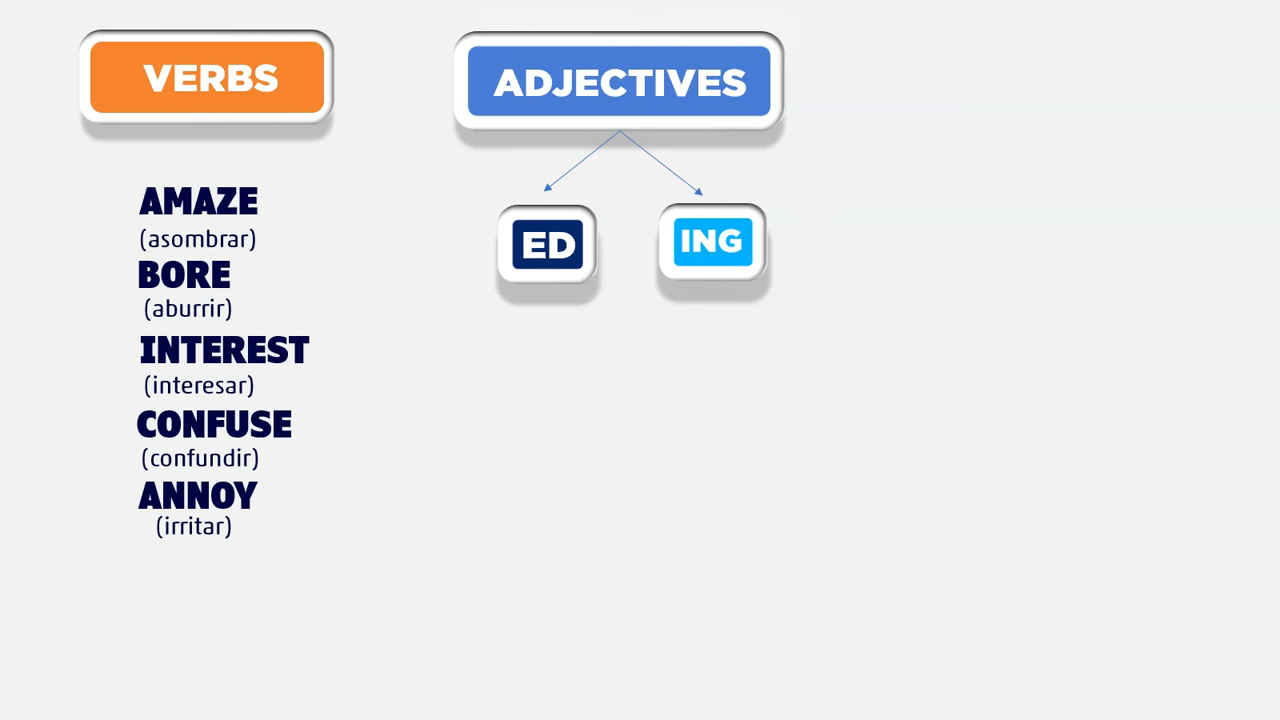 VERBS
ADJECTIVES
ED
ING
AMAZE
(asombrar)
BORE
(aburrir)
INTEREST
(interesar)
CONFUSE
(confundir)
ANNOY
(irritar)